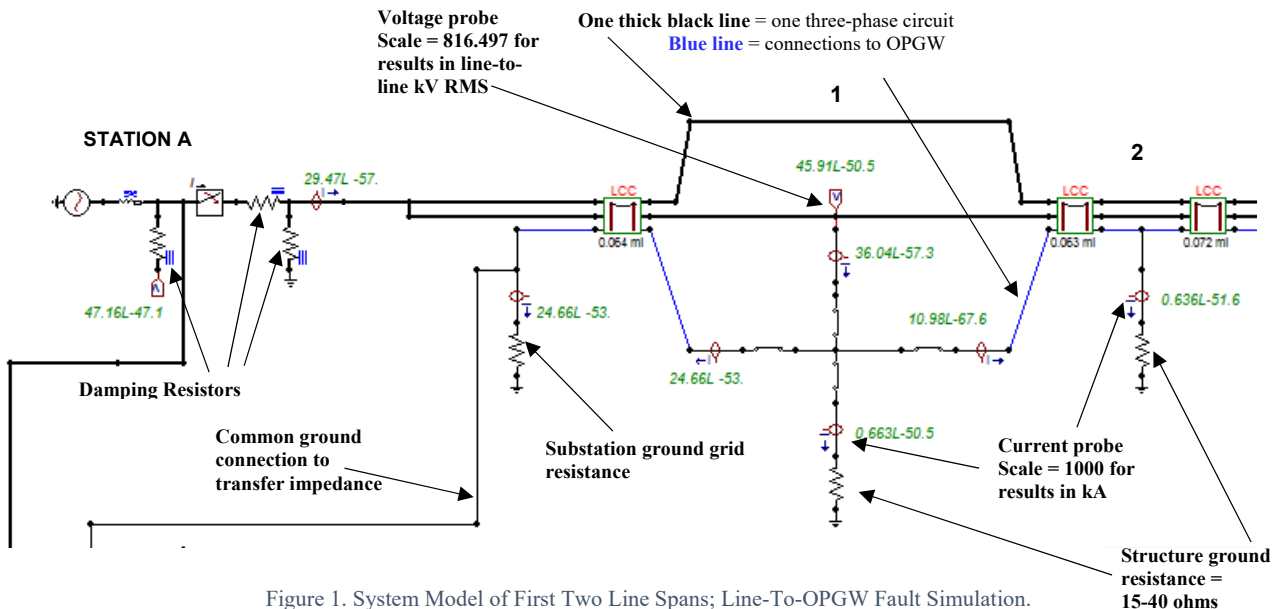 Voltage probe
Scale = 816.497 for
results in line-to-
line kV RMS
One thick black line = one three-phase circuit
Blue line = connections to OPGW
1
STATION A
2
29.47L -57.
45.91L-50.5
LCC
LCC
LCC
I
V
I
0.064 mi
0.063 mi
0.072 mi
36.04L-57.3
I
V
47.16L-47.1
24.66L -53.
10.98L-67.6
0.636L-51.6
I
I
I
I
24.66L -53.
Damping Resistors
Common ground
connection to
transfer impedance
Substation ground grid
resistance
0.663L-50.5
I
Current probe
Scale = 1000 for
results in kA
Structure ground
resistance =
15-40 ohms
Figure 1. System Model of First Two Line Spans; Line-To-OPGW Fault Simulation.